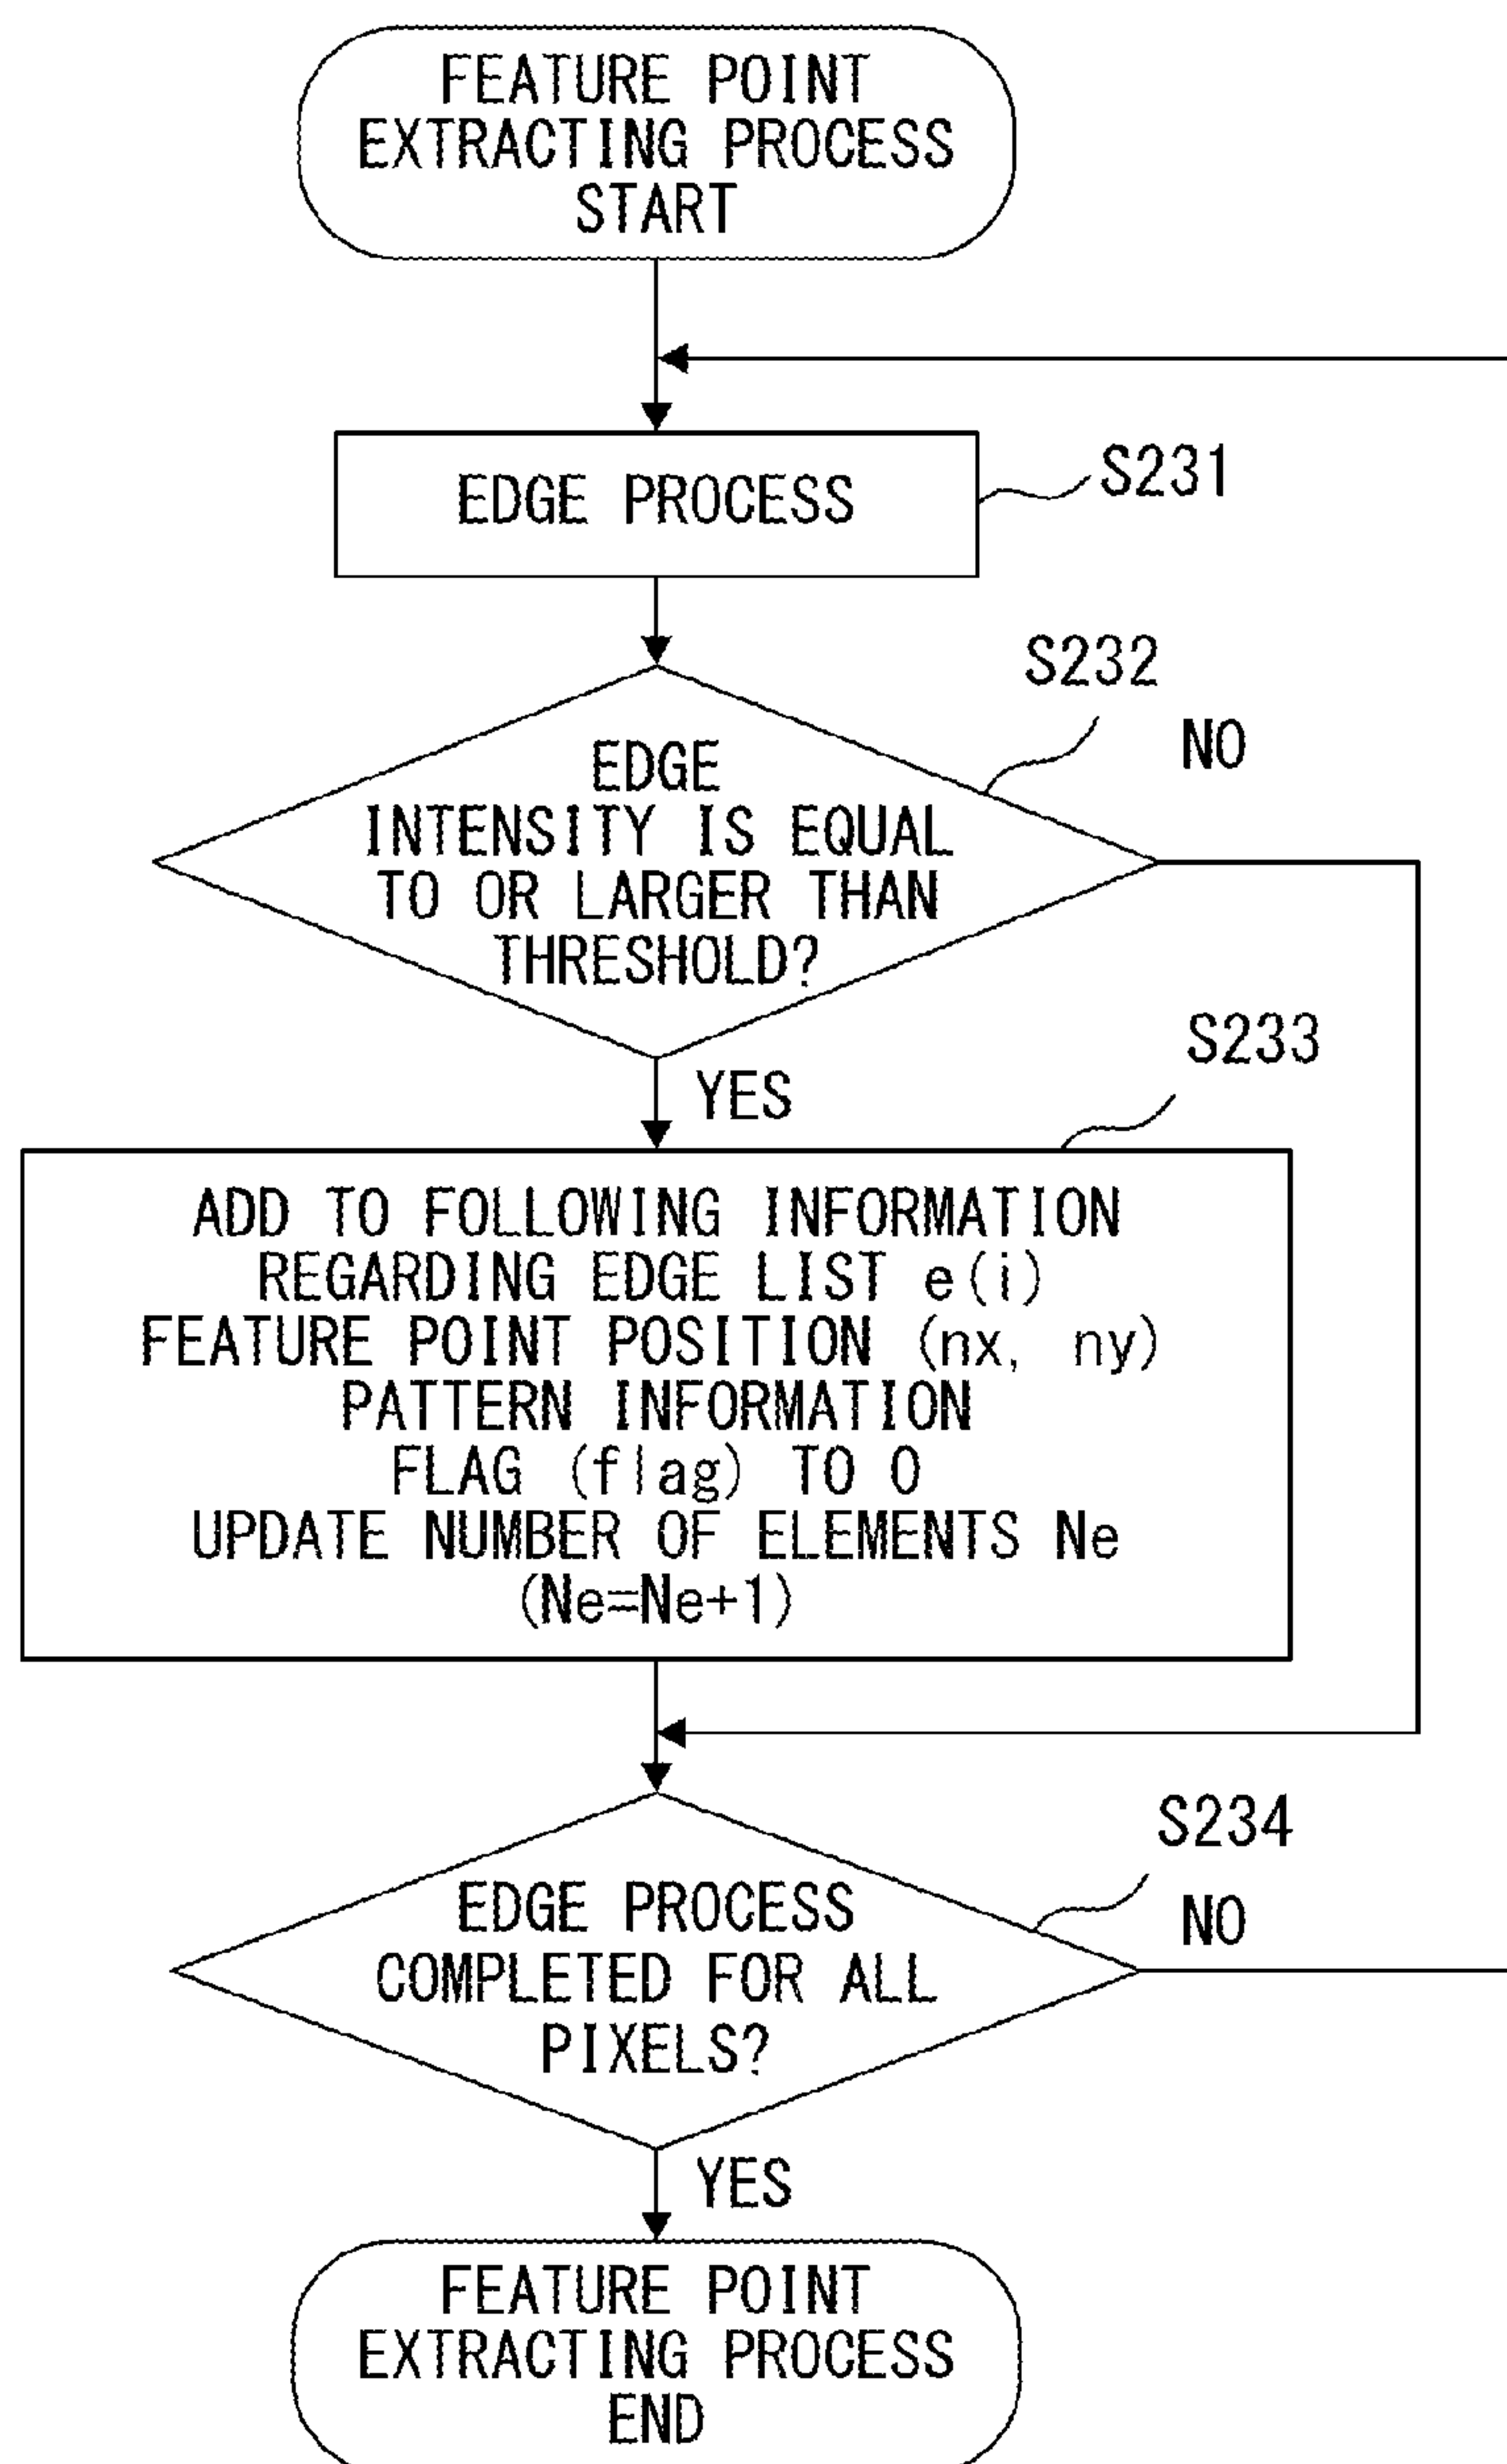 FEATURE POINT
EXTRACTING PROCESS
START
EDGE PROCESS
S231
S232
NO
EDGE
INTENSITY IS EQUAL
TO OR LARGER THAN
THRESHOLD?
YES
S233
ADD TO FOLLOWING INFORMATION
REGARDING EDGE LIST e(i)
FEATURE POINT POSITION (nx, ny)
PATTERN INFORMATION
FLAG (flag) TO 0
UPDATE NUMBER OF ELEMENTS Ne
(Ne=Ne+1)
S234
NO
EDGE PROCESS
COMPLETED FOR ALL
PIXELS?
YES
FEATURE POINT
EXTRACTING PROCESS
END